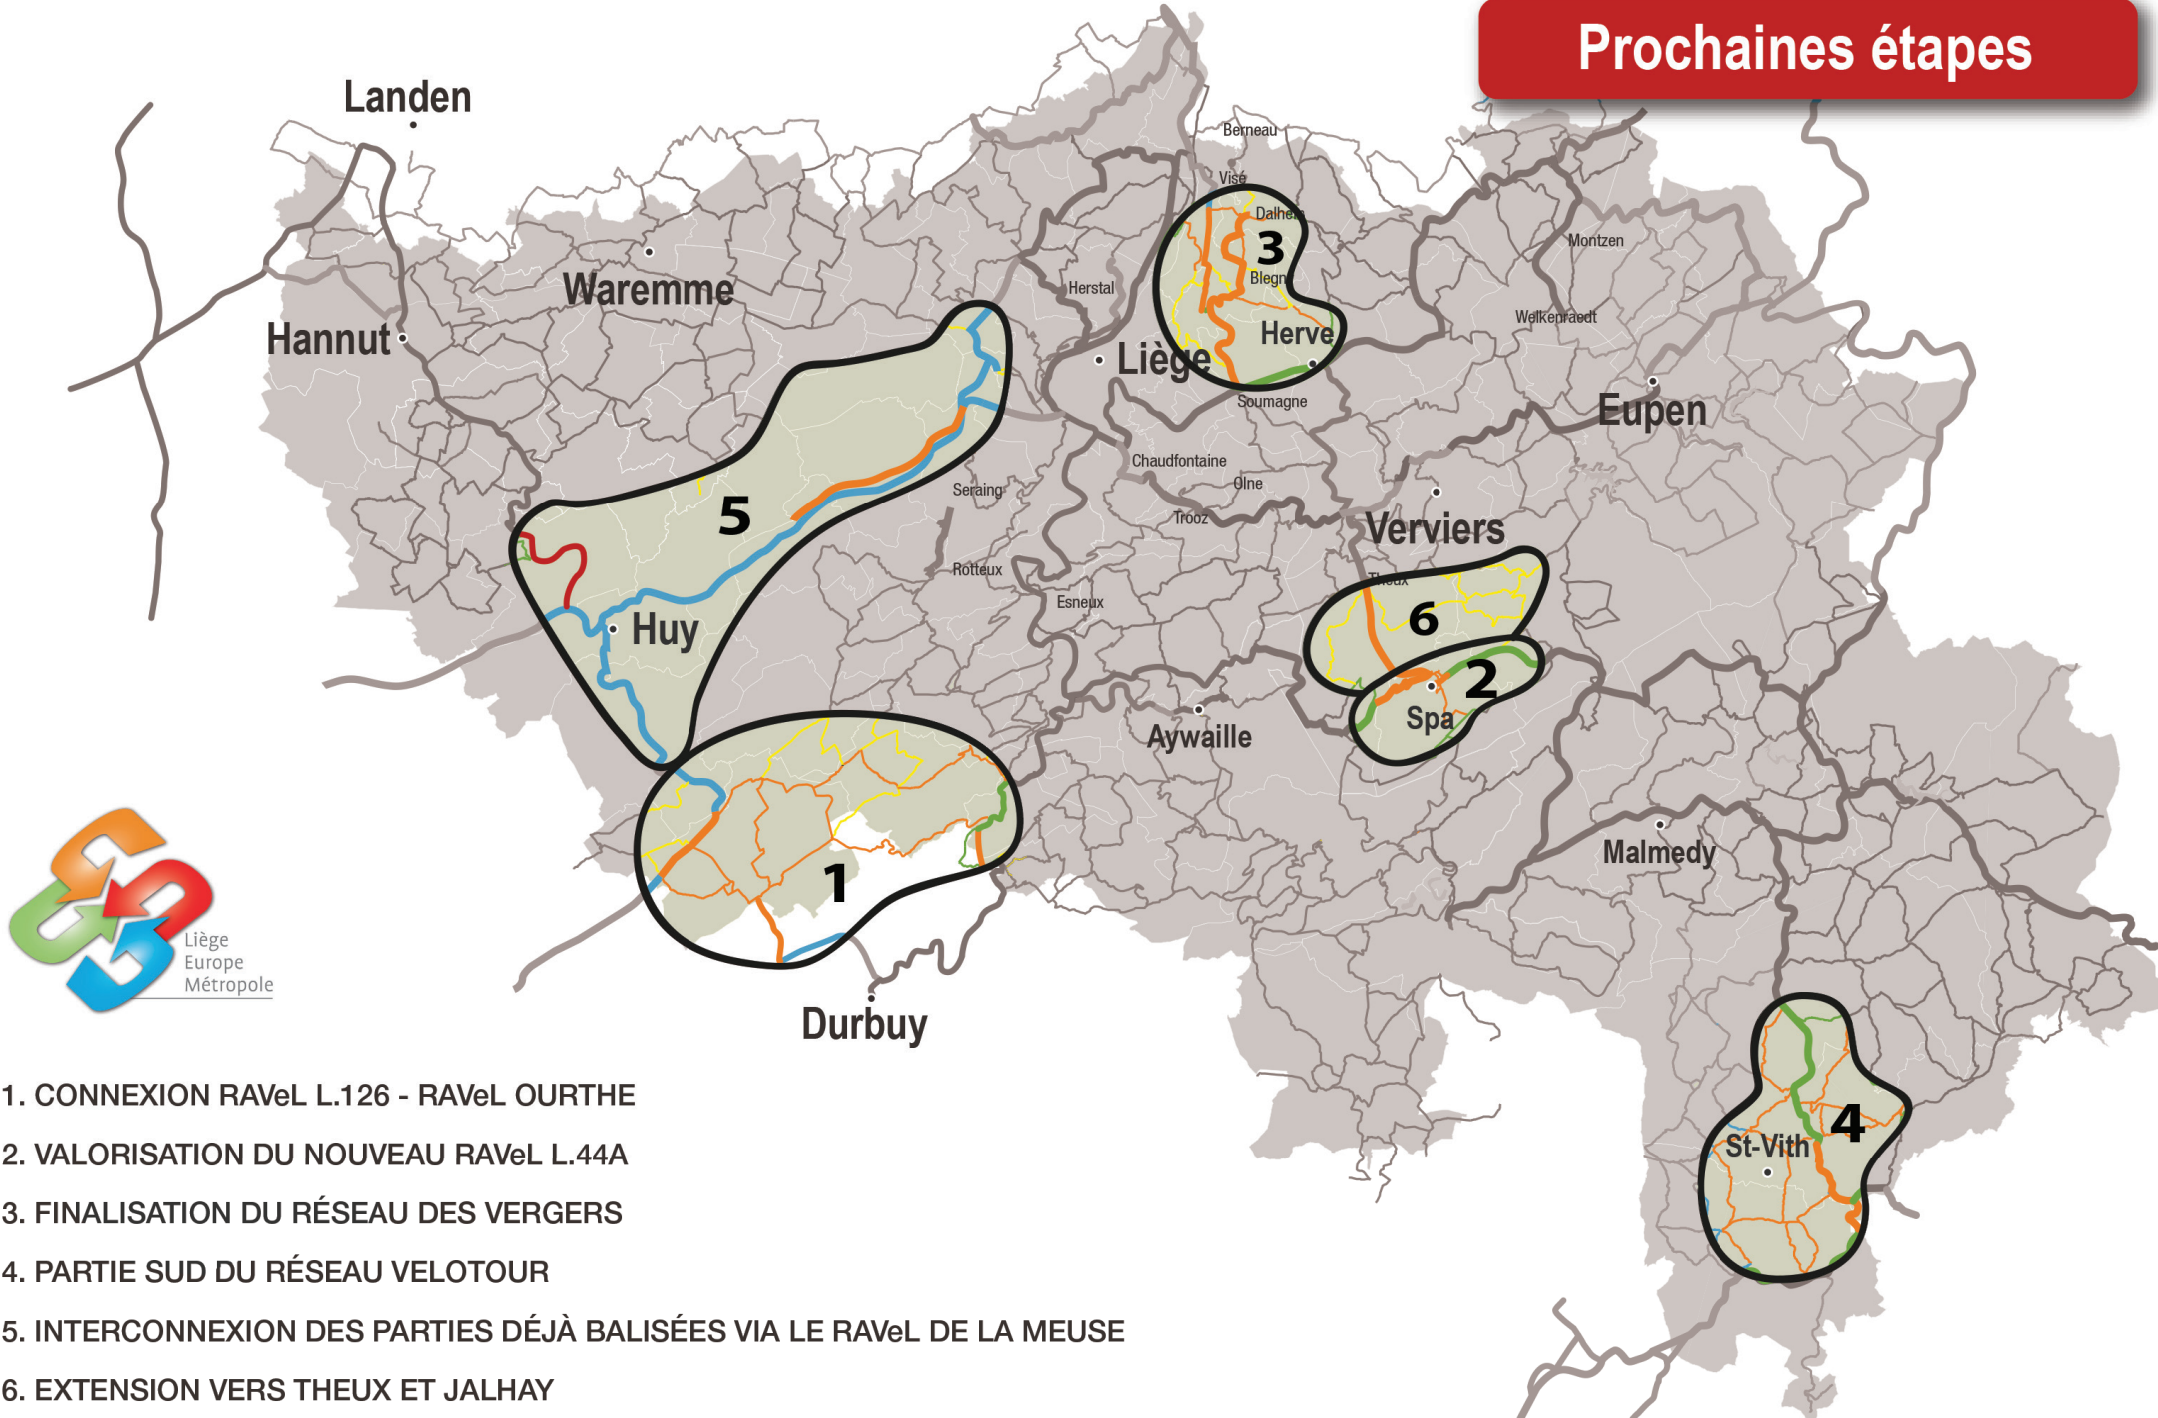 Prochaines étapes
Landen
Berneau
Visé
Dalhem
3
Montzen
Waremme
Blegny
Herstal
Hannut
Welkenraedt
Herve
Liège
Soumagne
Eupen
Chaudfontaine
Olne
Seraing
5
Trooz
Verviers
Rotteux
Theux
Esneux
6
Huy
2
Spa
Aywaille
Malmedy
1
Liège
Europe
Métropole
Durbuy
4
St-Vith
1. CONNEXION RAVeL L.126 - RAVeL OURTHE
2. VALORISATION DU NOUVEAU RAVeL L.44A
3. FINALISATION DU RÉSEAU DES VERGERS
4. PARTIE SUD DU RÉSEAU VELOTOUR
5. INTERCONNEXION DES PARTIES DÉJÀ BALISÉES VIA LE RAVeL DE LA MEUSE
6. EXTENSION VERS THEUX ET JALHAY